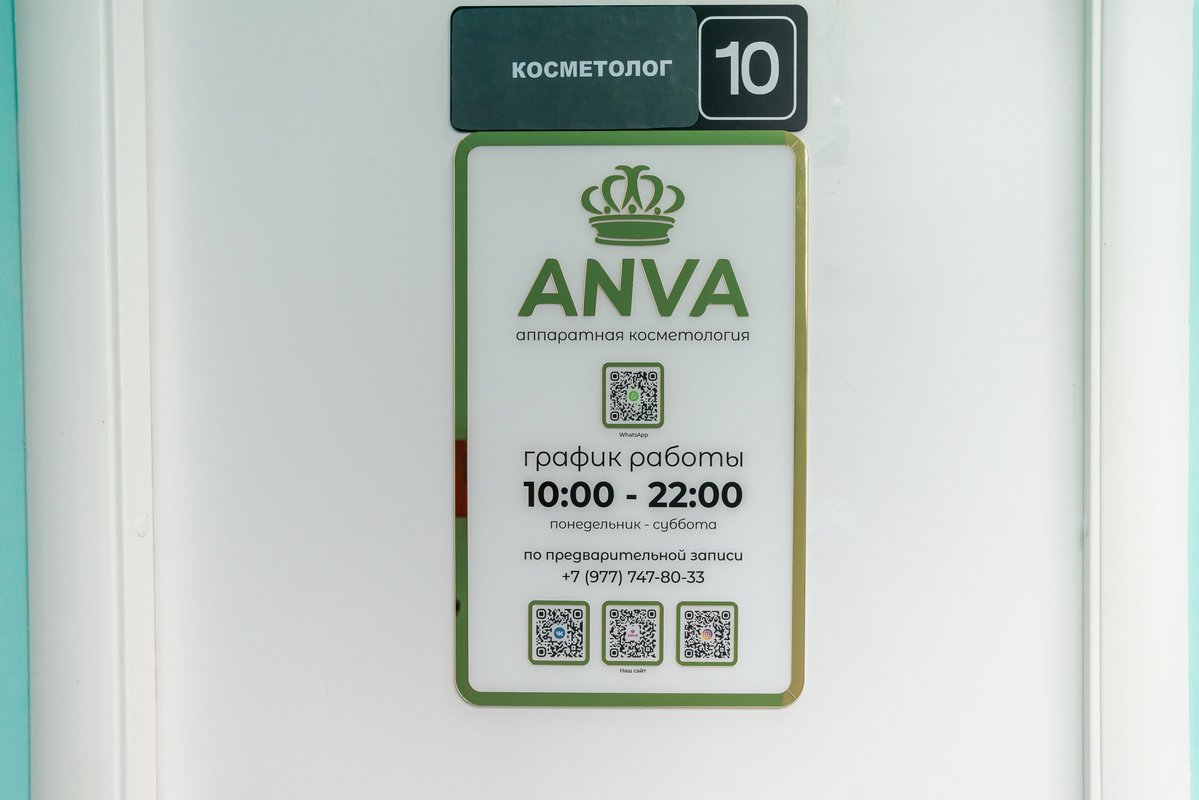 КОСМЕТОЛОГ
10
ANVA
аппаратная косметология
WhatsApp
график работы
10:00 - 22:00
понедельник - суббота
по предварительной записи
+7 (977) 747-80-33
Наш сайт